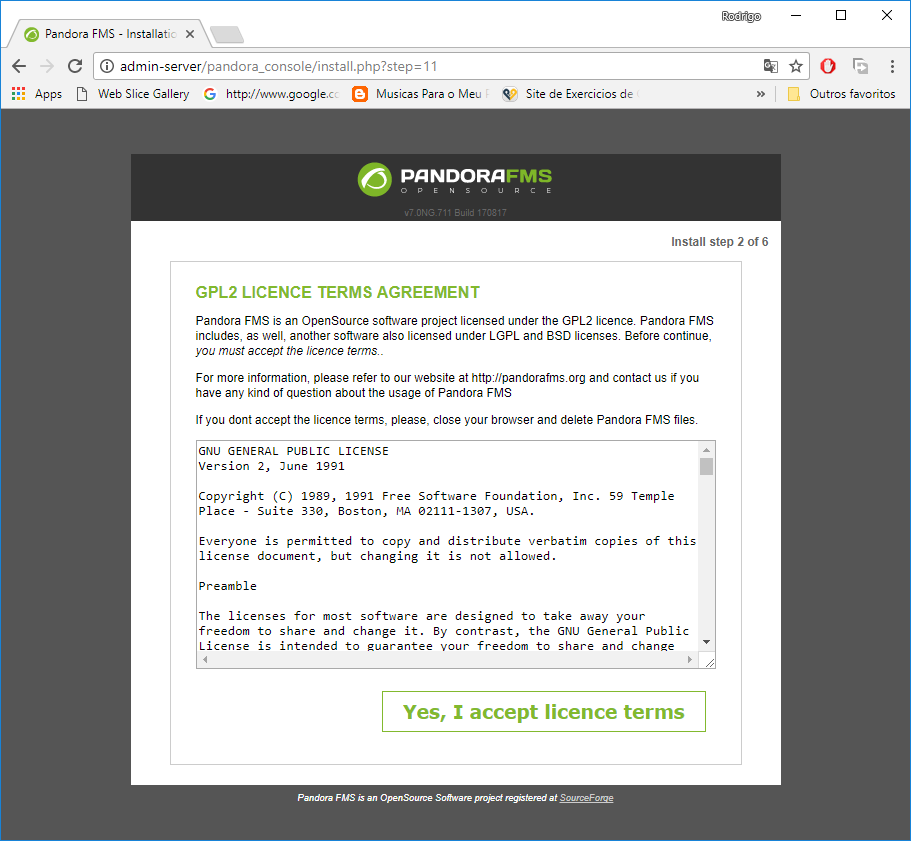 Rodrigo
Pandora FMS - Installatio
admin-server/pandora_console/install.php?step=11
Apps Web Slice Gallery http://www.google.co Musicas Para o Meu Site de Exercicios de » Outros favoritos
PANDORAFMS
OPENSOURCE
v7.0NG.711 Build 170817
Install step 2 of 6
GPL2 LICENCE TERMS AGREEMENT
Pandora FMS is an OpenSource software project licensed under the GPL2 licence. Pandora FMS
includes, as well, another software also licensed under LGPL and BSD licenses. Before continue,
you must accept the licence terms..
For more information, please refer to our website at http://pandorafms.org and contact us if you
have any kind of question about the usage of Pandora FMS
If you dont accept the licence terms, please, close your browser and delete Pandora FMS files.
GNU GENERAL PUBLIC LICENSE
Version 2, June 1991
Copyright (C) 1989, 1991 Free Software Foundation, Inc. 59 Temple
Place - Suite 330, Boston, MA 02111-1307, USA.
Everyone is permitted to copy and distribute verbatim copies of this
license document, but changing it is not allowed.
Preamble
The licenses for most software are designed to take away your
freedom to share and change it. By contrast, the GNU General Public
License is intended to guarantee your freedom to share and change
Yes, I accept licence terms
Pandora FMS is an OpenSource Software project registered at SourceForge